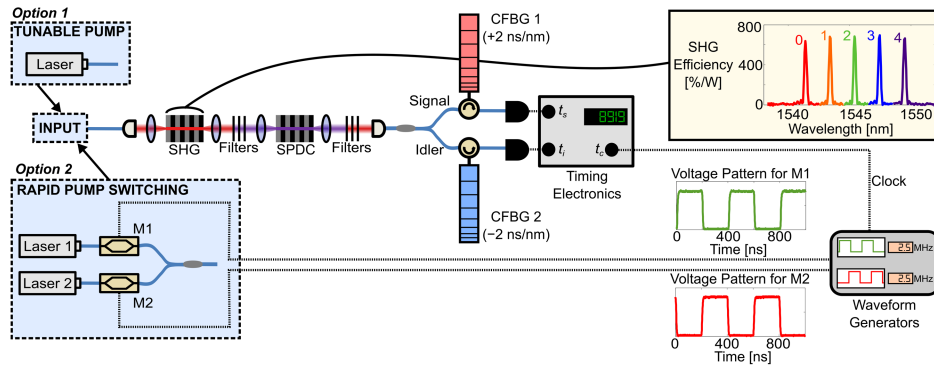 Option 1
TUNABLE PUMP
Laser
INPUT
Option 2
RAPID PUMP SWITCHING
Laser 1
M1
Laser 2
M2
SHG
Filters
SPDC
Filters
CFBG 1
(+2 ns/nm)
Signal
Idler
CFBG 2
(−2 ns/nm)
8919
ts
ti
tc
Timing
Electronics
SHG
Efficiency
[%/W]
800
400
0
0
1
2
3
4
1540
1545
1550
Wavelength [nm]
Clock
Voltage Pattern for M1
0
400
800
Time [ns]
Voltage Pattern for M2
0
400
800
Time [ns]
2.5 MHz
2.5 MHz
Waveform
Generators